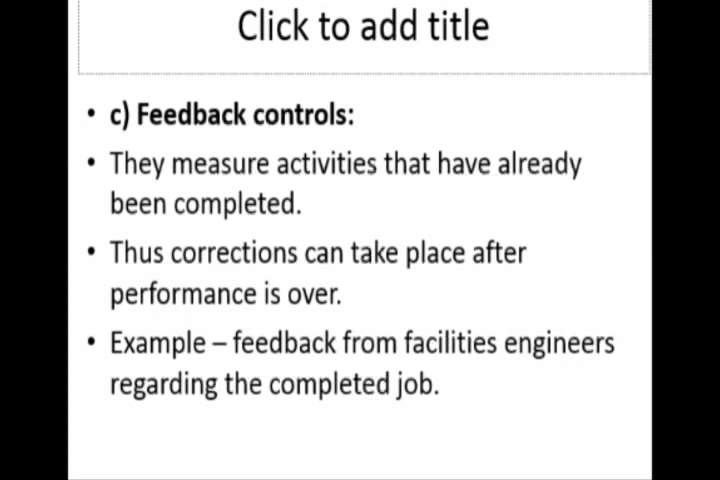 Click to add title
• c) Feedback controls:
• They measure activities that have already
been completed.
• Thus corrections can take place after
performance is over.
• Example – feedback from facilities engineers
regarding the completed job.